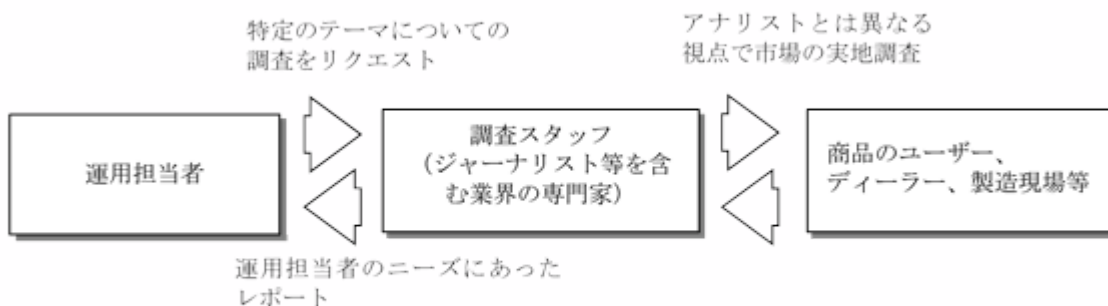 特定のテーマについての
調査をリクエスト
アナリストとは異なる
視点で市場の実地調査
運用担当者
調査スタッフ
（ジャーナリスト等を含
む業界の専門家）
商品のユーザー、
ディーラー、製造現場等
運用担当者のニーズにあった
レポート